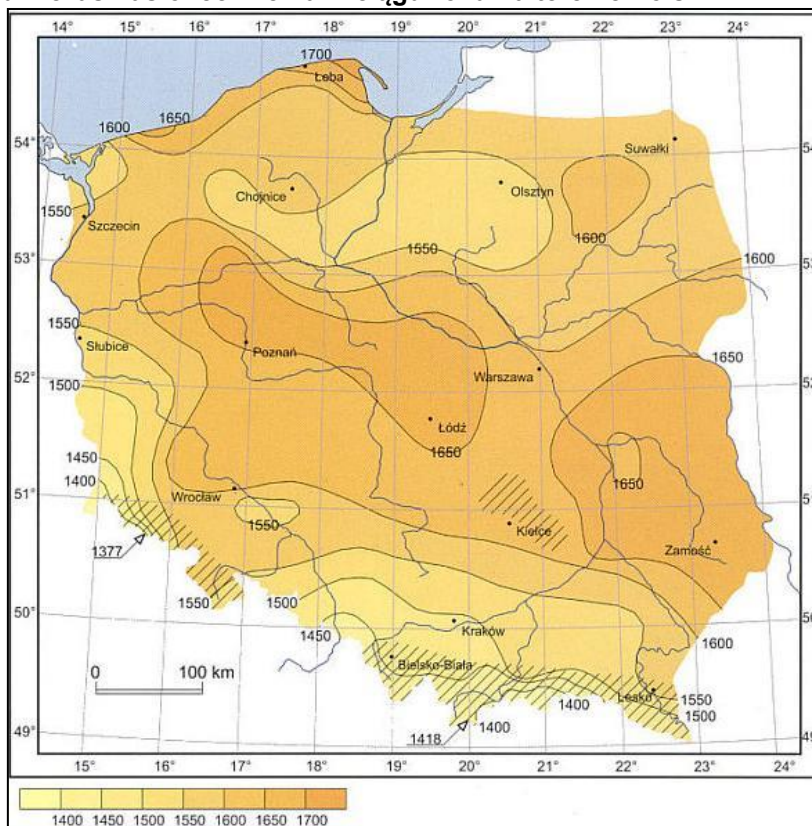 14° 15° 16° 17° 18° 19° 20° 21° 22° 23° 24°
1700
Łeba
1650
1600
54°
Suwałki
Chojnice
Olsztyn
1550
Szczecin
1550
1600
53°
1600
1550
Słubice
1650
Poznań
Warszawa
52°
1500
Łódź
1650
1650
1450
1400
Wrocław
51°
1550
Kielce
1377
Zamość
1550
1500
50°
1450
Kraków
1600
0 100 km
Bielsko-Biała
Lesko
1550
1500
1400
1400
1418
49°
15° 16° 17° 18° 19° 20° 21° 22° 23° 24°
1400 1450 1500 1550 1600 1650 1700